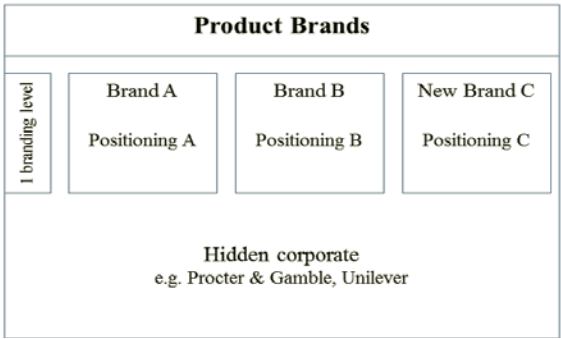 Product Brands
1 branding level
Brand A
Positioning A
Brand B
Positioning B
New Brand C
Positioning C
Hidden corporate
e.g. Procter & Gamble, Unilever